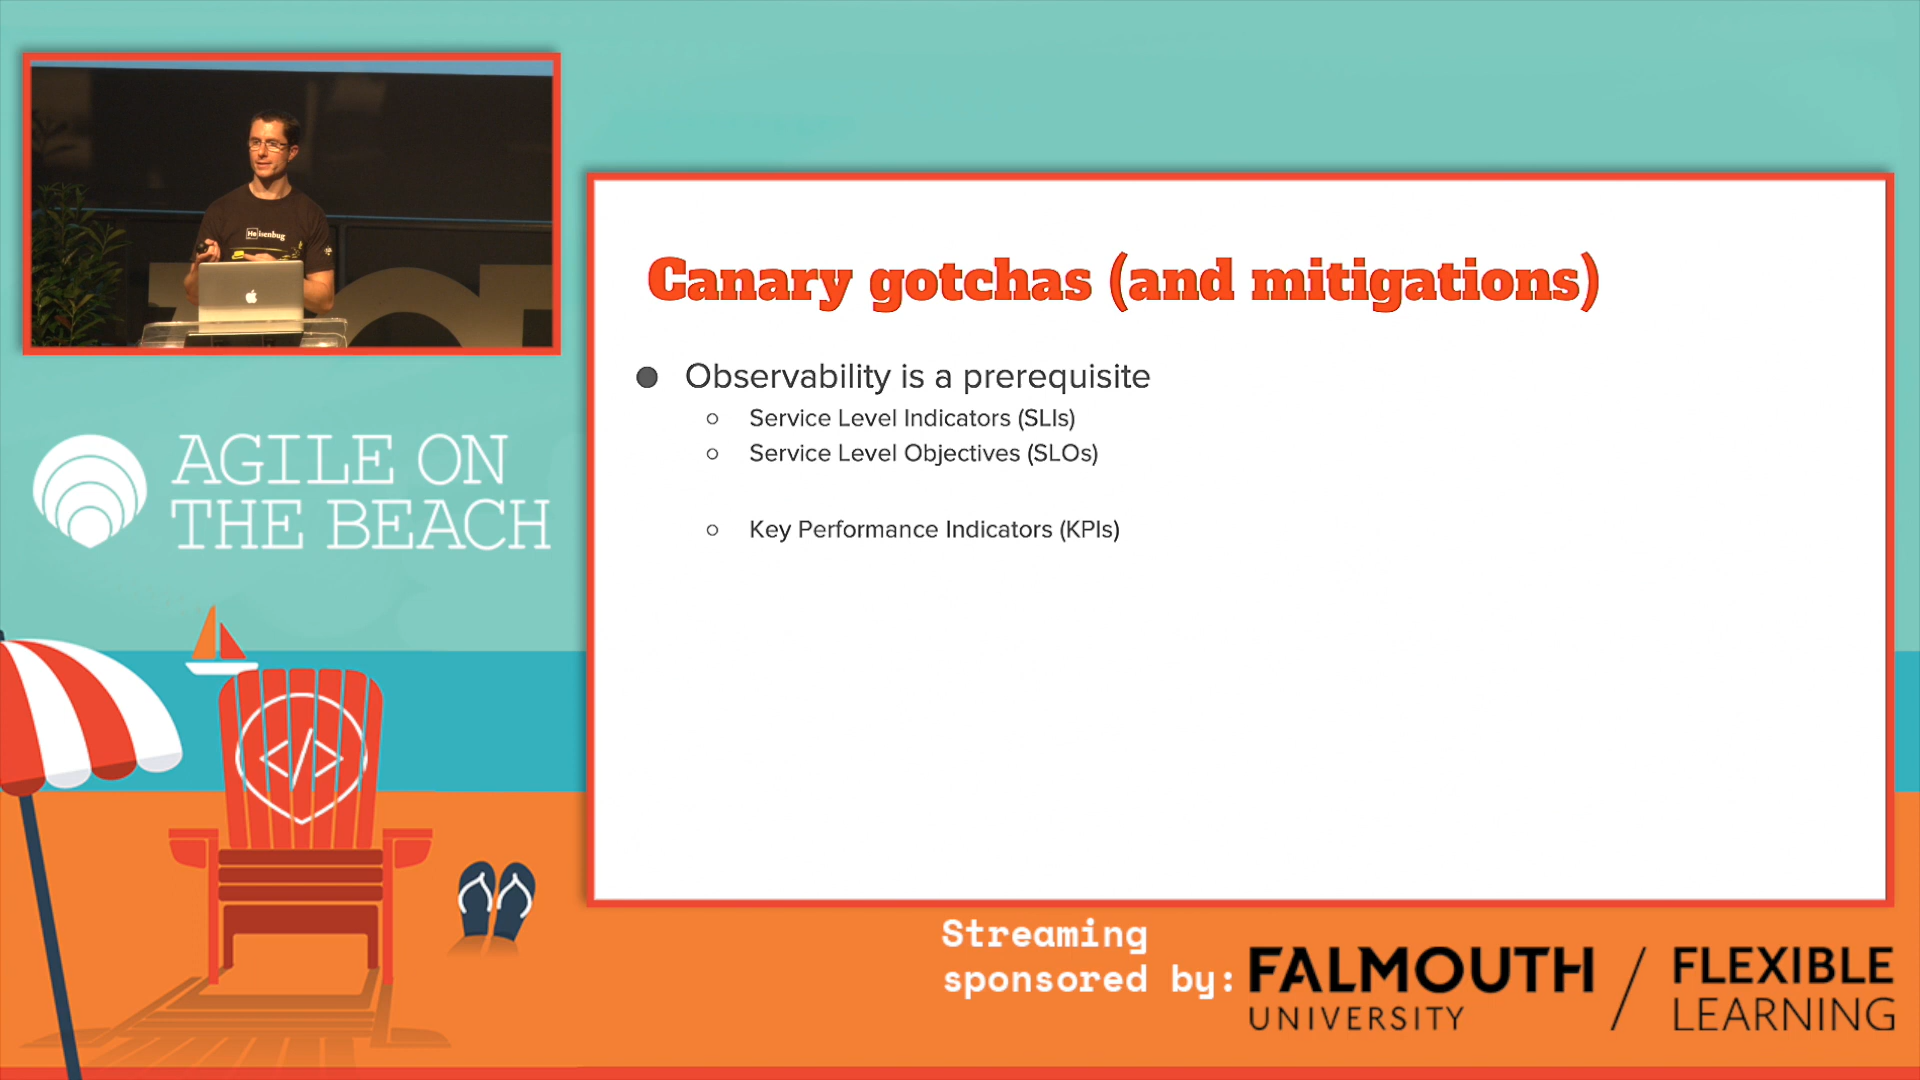 Heisenbug
Canary gotchas (and mitigations)
● Observability is a prerequisite
○ Service Level Indicators (SLIs)
○ Service Level Objectives (SLOs)
○ Key Performance Indicators (KPIs)
AGILE ON
THE BEACH
</>
Streaming
sponsored by:
FALMOUTH
UNIVERSITY
/
FLEXIBLE
LEARNING